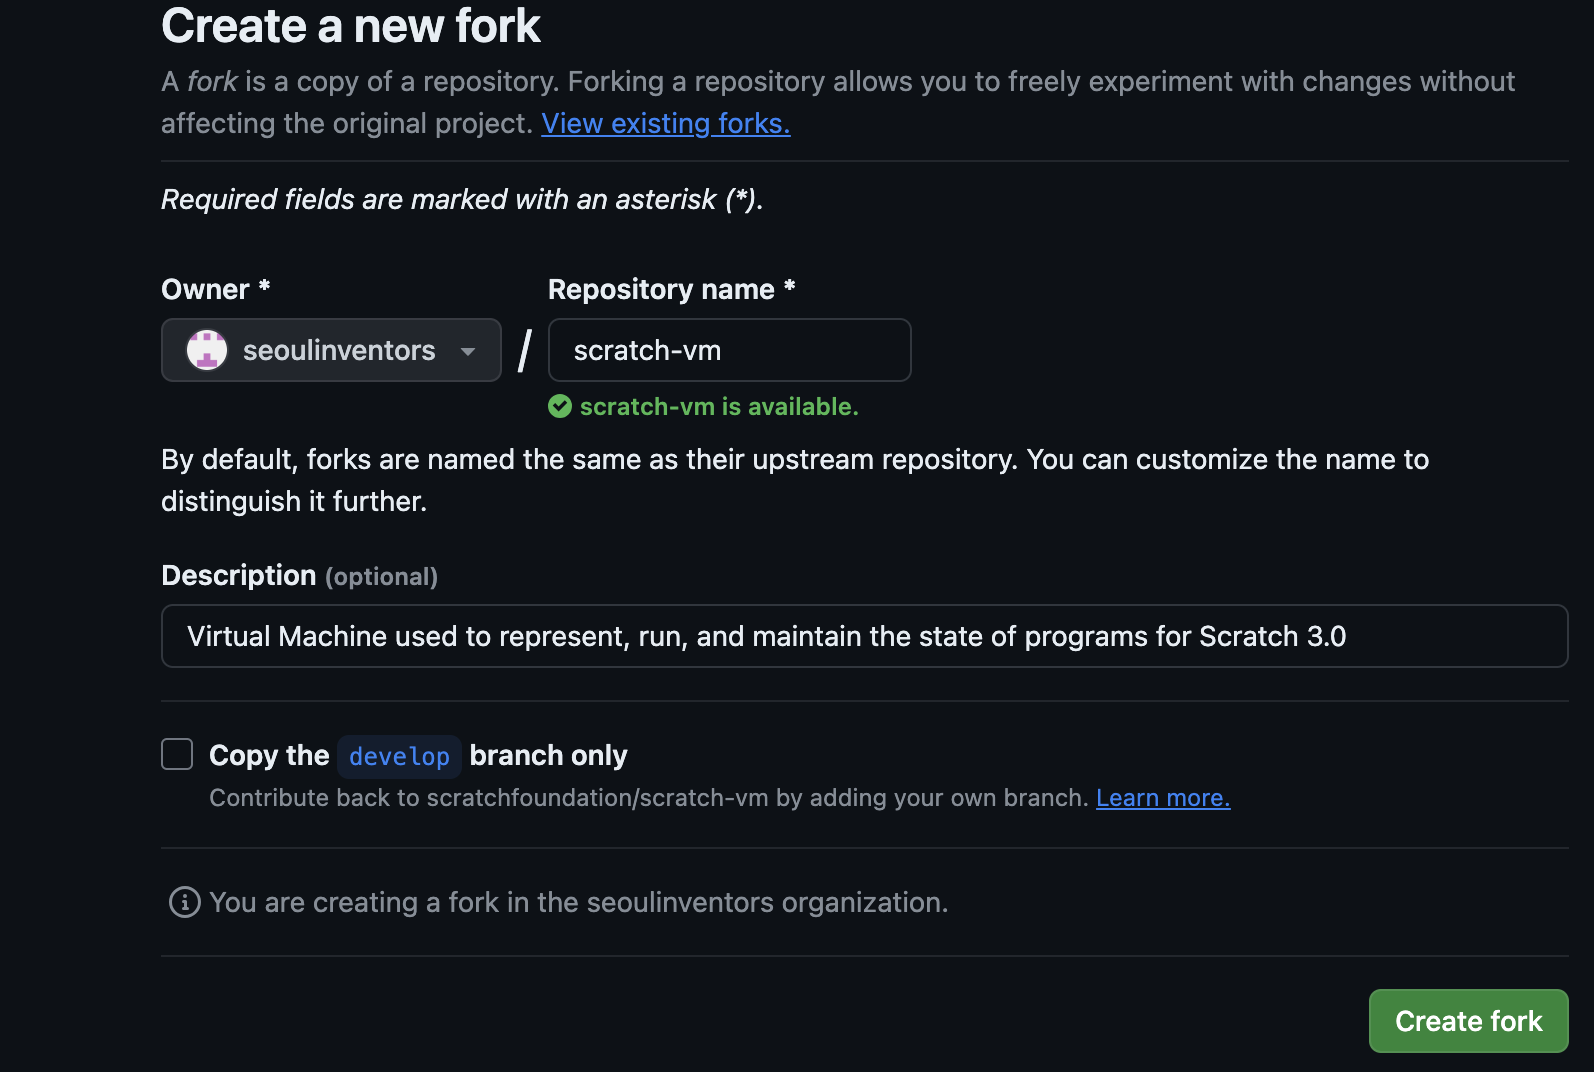 Create a new fork
A fork is a copy of a repository. Forking a repository allows you to freely experiment with changes without
affecting the original project. View existing forks.
Required fields are marked with an asterisk (*).
Owner *
Repository name *
seoulinventors
/
scratch-vm
scratch-vm is available.
By default, forks are named the same as their upstream repository. You can customize the name to
distinguish it further.
Description (optional)
Virtual Machine used to represent, run, and maintain the state of programs for Scratch 3.0
Copy the develop branch only
Contribute back to scratchfoundation/scratch-vm by adding your own branch. Learn more.
You are creating a fork in the seoulinventors organization.
Create fork